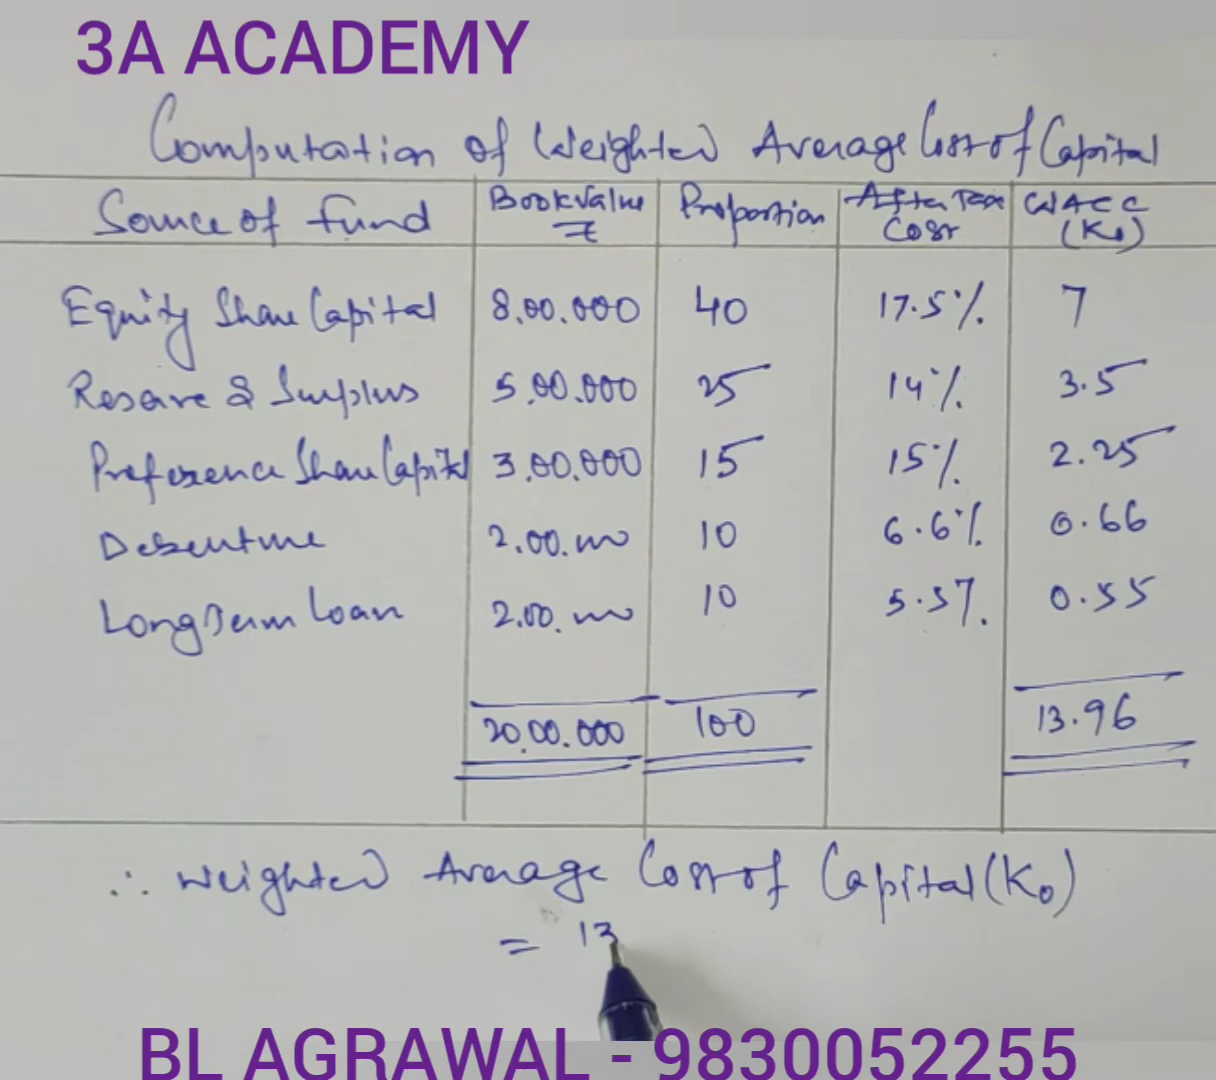 3A ACADEMY
Computation of Weighted Average Cost of Capital
Source of Fund Book Value ₹ Proportion After Tax Cost WACC (K₀)
Equity Share Capital 8,00,000 40 17.5% 7
Reserve & Surplus 5,00,000 25 14% 3.5
Preference Share Capital 3,00,000 15 15% 2.25
Debenture 2,00,000 10 6.6% 0.66
Long Term Loan 2,00,000 10 5.5% 0.55
20,00,000 100 13.96
∴ Weighted Average Cost of Capital (K₀)
= 13
BL AGRAWAL - 9830052255